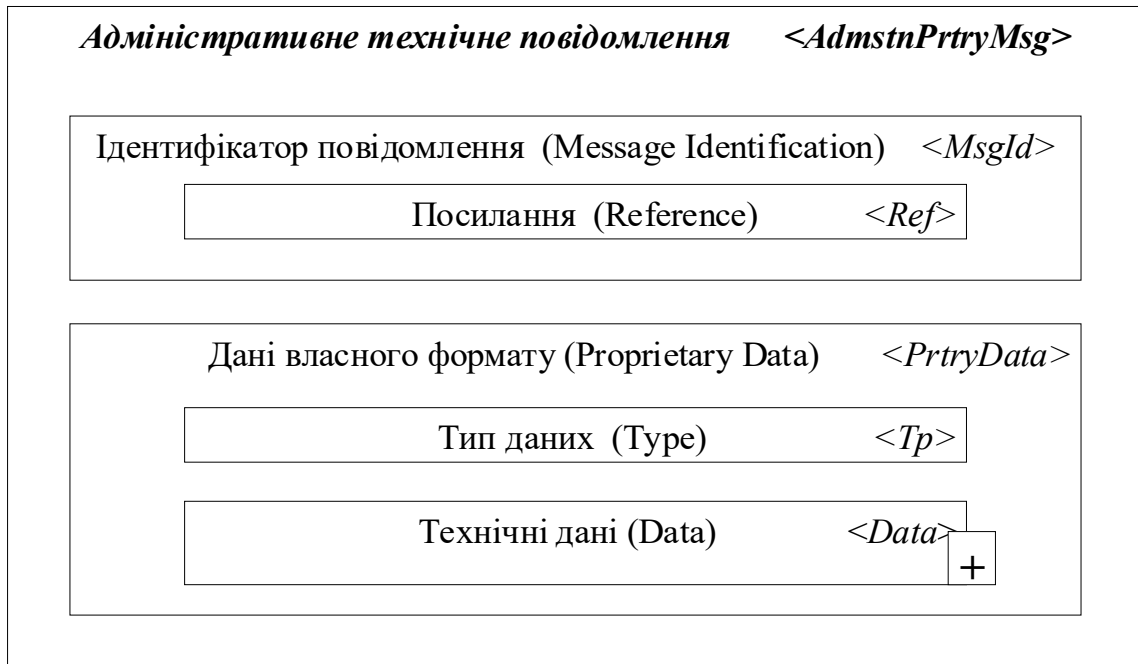 Адміністративне технічне повідомлення <AdmstnPrtryMsg>
Ідентифікатор повідомлення (Message Identification) <MsgId>
Посилання (Reference) <Ref>
Дані власного формату (Proprietary Data) <PrtryData>
Тип даних (Type) <Tp>
Технічні дані (Data) <Data>
+